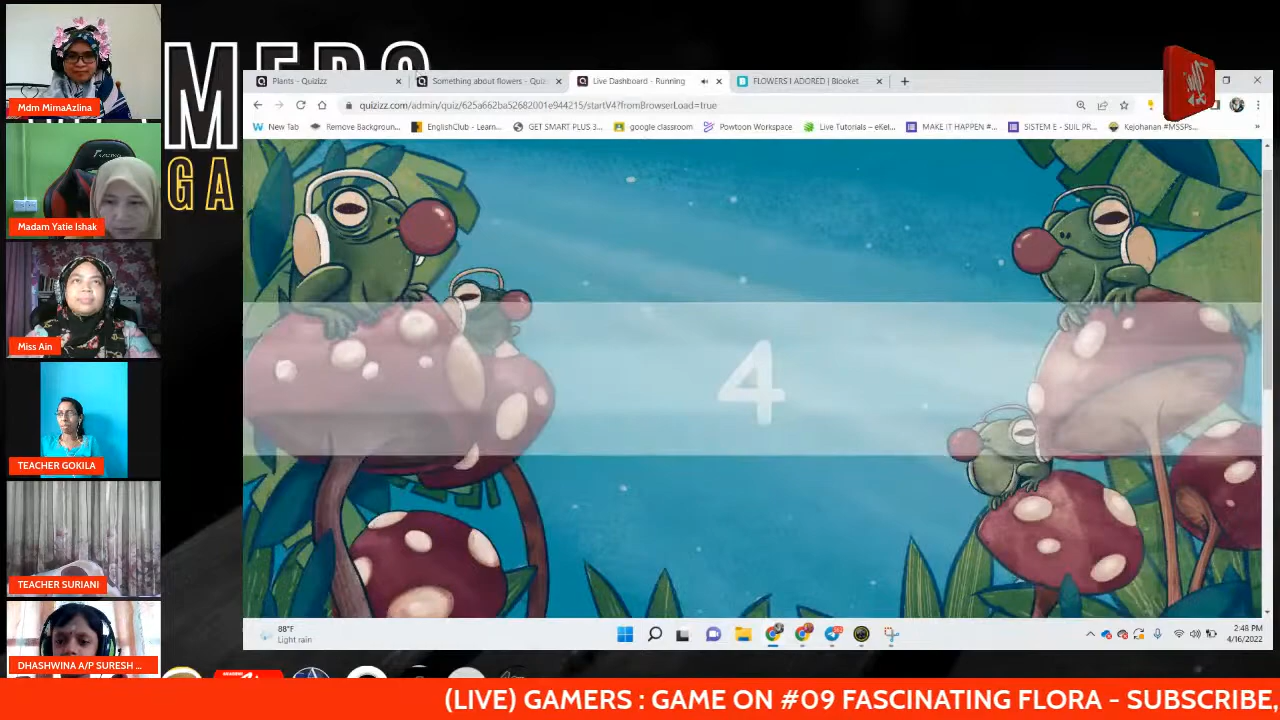 Mdm MimaAzlina
Madam Yatie Ishak
Miss Ain
TEACHER GOKILA
TEACHER SURIANI
DHASHWINA A/P SURESH ...
GA
Plants - Quizizz
Something about flowers - Quiz
Live Dashboard - Running
FLOWERS I ADORED | Blooket
quizizz.com/admin/quiz/625a662ba52682001e944215/startV4?fromBrowserLoad=true
New Tab
Remove Backgroun...
EnglishClub - Learn...
GET SMART PLUS 3...
google classroom
Powtoon Workspace
Live Tutorials – eKel...
MAKE IT HAPPEN #...
SISTEM E - SIJIL PR...
Kejohanan #MSSPs...
4
88°F
Light rain
2:48 PM
4/16/2022
(LIVE) GAMERS : GAME ON #09 FASCINATING FLORA - SUBSCRIBE,